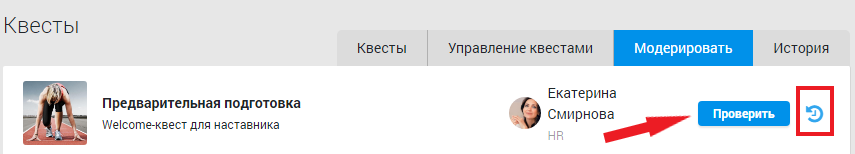 Квесты
Квесты Управление квестами Модерировать История
Предварительная подготовка
Welcome-квест для наставника
Екатерина
Смирнова
HR
Проверить